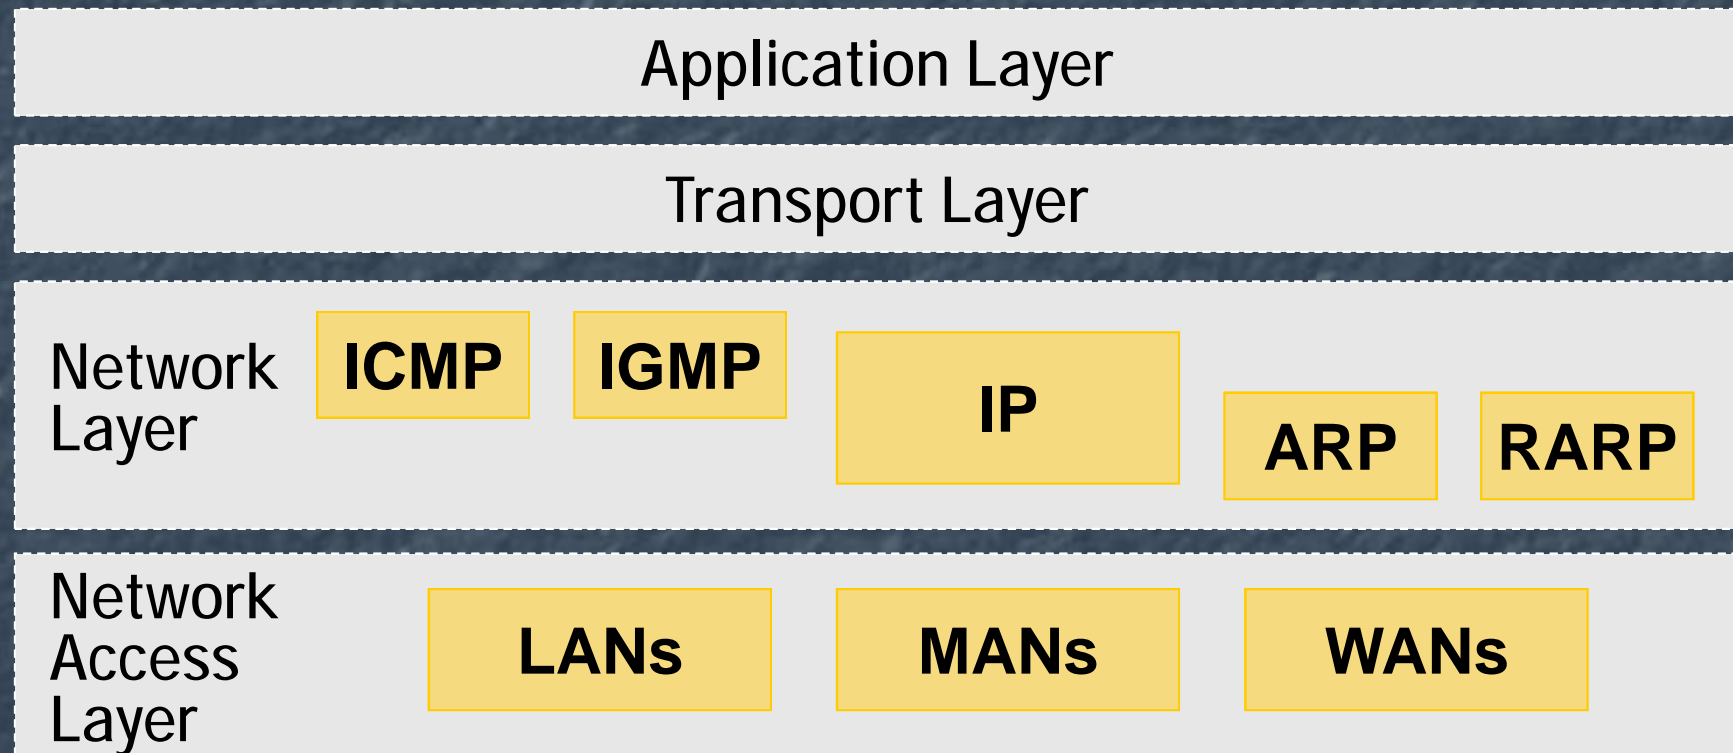 Application Layer
Transport Layer
Network
Layer
ICMP
IGMP
IP
ARP
RARP
Network
Access
Layer
LANs
MANs
WANs